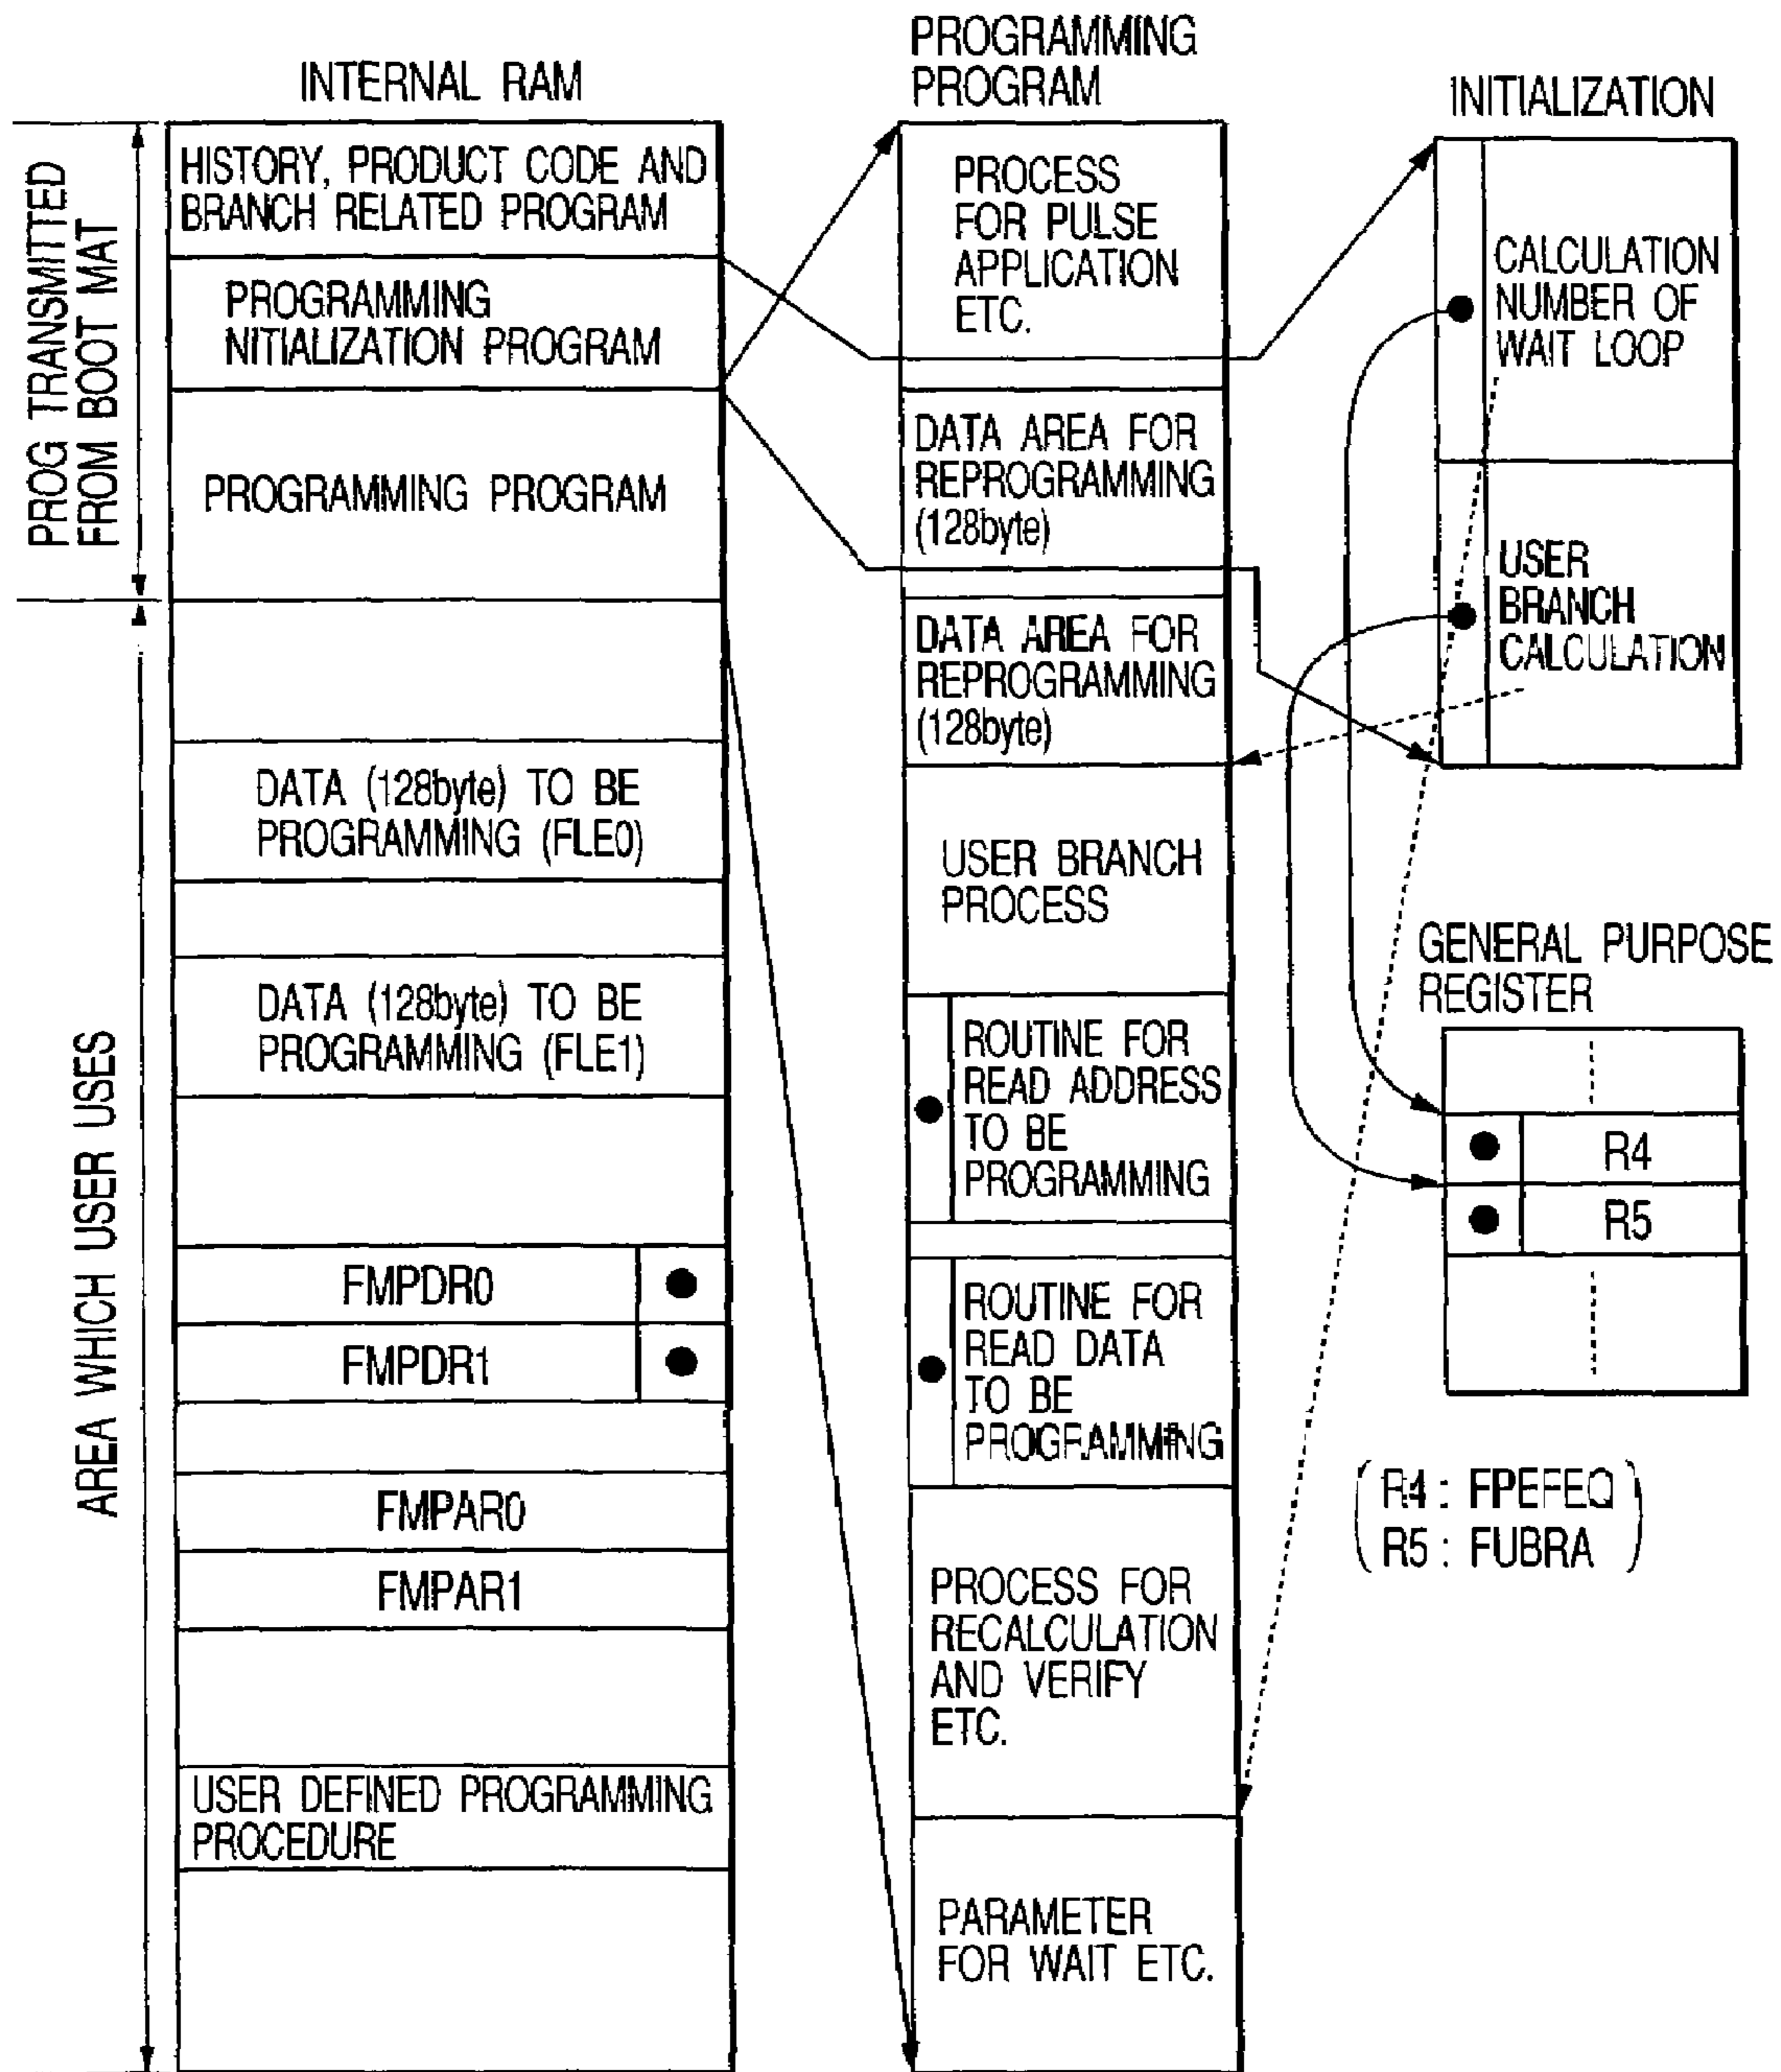 INTERNAL RAM
PROG TRANSMITTED
FROM BOOT MAT
HISTORY, PRODUCT CODE AND
BRANCH RELATED PROGRAM
PROGRAMMING
NITIALIZATION PROGRAM
PROGRAMMING PROGRAM
AREA WHICH USER USES
DATA (128byte) TO BE
PROGRAMMING (FLE0)
DATA (128byte) TO BE
PROGRAMMING (FLE1)
FMPDR0
FMPDR1
FMPAR0
FMPAR1
USER DEFINED PROGRAMMING
PROCEDURE
PROGRAMMING
PROGRAM
PROCESS
FOR PULSE
APPLICATION
ETC.
DATA AREA FOR
REPROGRAMMING
(128byte)
DATA AREA FOR
REPROGRAMMING
(128byte)
USER BRANCH
PROCESS
ROUTINE FOR
READ ADDRESS
TO BE
PROGRAMMING
ROUTINE FOR
READ DATA
TO BE
PROGRAMMING
PROCESS FOR
RECALCULATION
AND VERIFY
ETC.
PARAMETER
FOR WAIT ETC.
INITIALIZATION
CALCULATION
NUMBER OF
WAIT LOOP
USER
BRANCH
CALCULATION
GENERAL PURPOSE
REGISTER
R4
R5
(R4 : FPEFEQ
R5 : FUBRA)